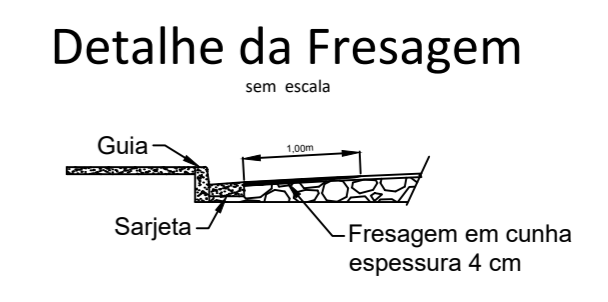 Detalhe da Fresagem
sem escala
Guia
1,00m
Sarjeta
Fresagem em cunha
espessura 4 cm